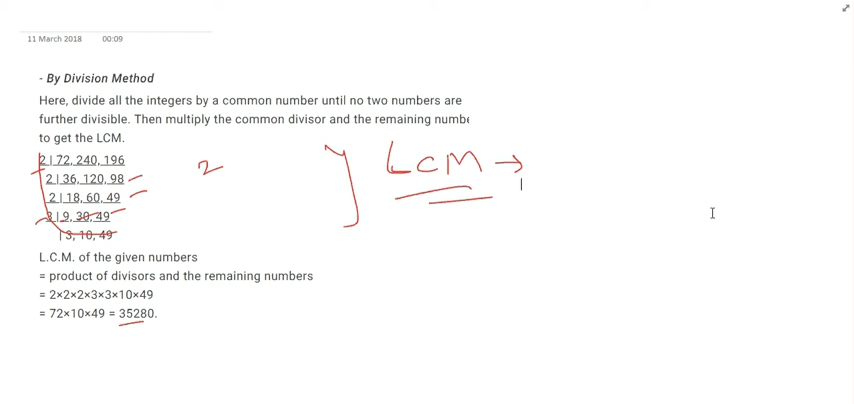 11 March 2018 00:09
- By Division Method
Here, divide all the integers by a common number until no two numbers are
further divisible. Then multiply the common divisor and the remaining numbe
to get the LCM.
2 | 72, 240, 196
2 | 36, 120, 98
2 | 18, 60, 49
3 | 9, 30, 49
| 3, 10, 49
2
LCM →
L.C.M. of the given numbers
= product of divisors and the remaining numbers
= 2×2×2×3×3×10×49
= 72×10×49 = 35280.